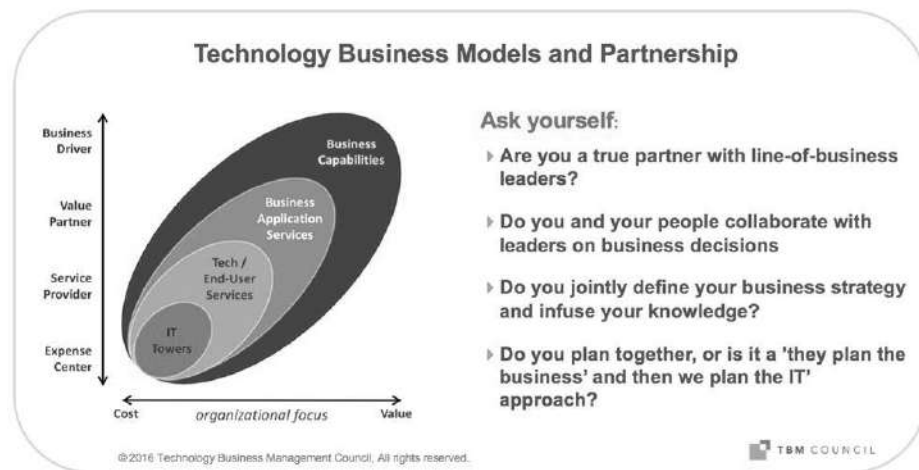 Technology Business Models and Partnership
Business
Driver
Value
Partner
Service
Provider
Expense
Center
Business
Capabilities
Business
Application
Services
Tech /
End-User
Services
IT
Towers
Cost
organizational focus
Value
Ask yourself:
Are you a true partner with line-of-business
leaders?
Do you and your people collaborate with
leaders on business decisions
Do you jointly define your business strategy
and infuse your knowledge?
Do you plan together, or is it a 'they plan the
business' and then we plan the IT'
approach?
©2016 Technology Business Management Council, All rights reserved.
TBM COUNCIL